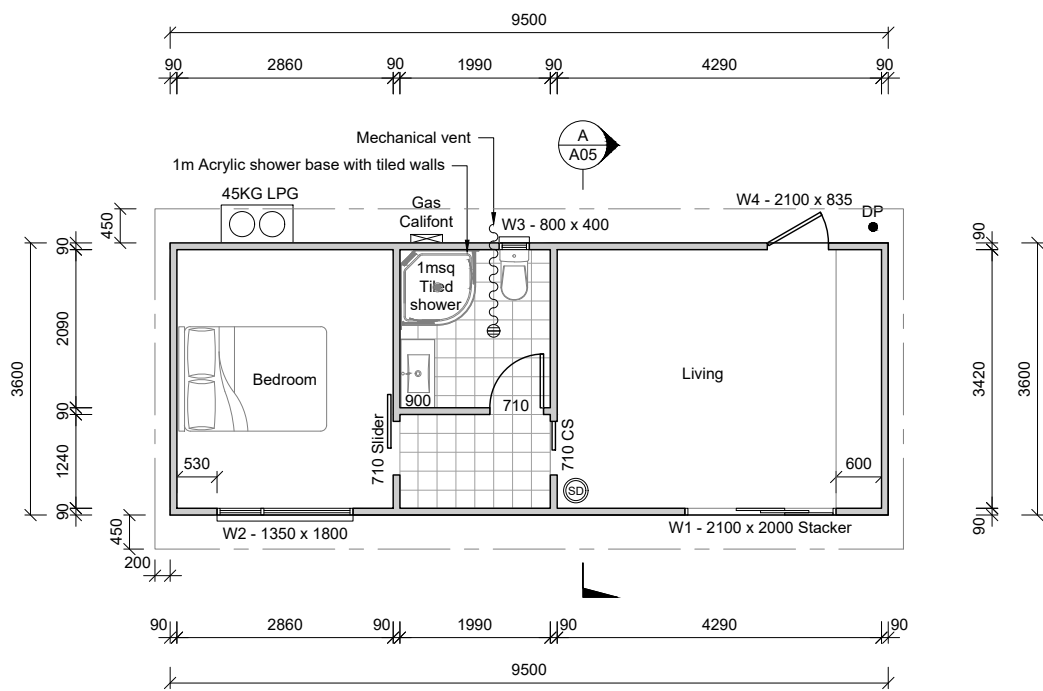 9500
90
2860
90
1990
90
4290
90
Mechanical vent
A
A05
1m Acrylic shower base with tiled walls
45KG LPG
Gas
Califont
W3 - 800 x 400
W4 - 2100 x 835
DP
450
90
2090
3600
90
1240
90
450
200
90
3420
3600
90
1msq
Tiled
shower
Bedroom
Living
900
710
710 Slider
710 CS
530
600
SD
W2 - 1350 x 1800
W1 - 2100 x 2000 Stacker
90
2860
90
1990
90
4290
90
9500